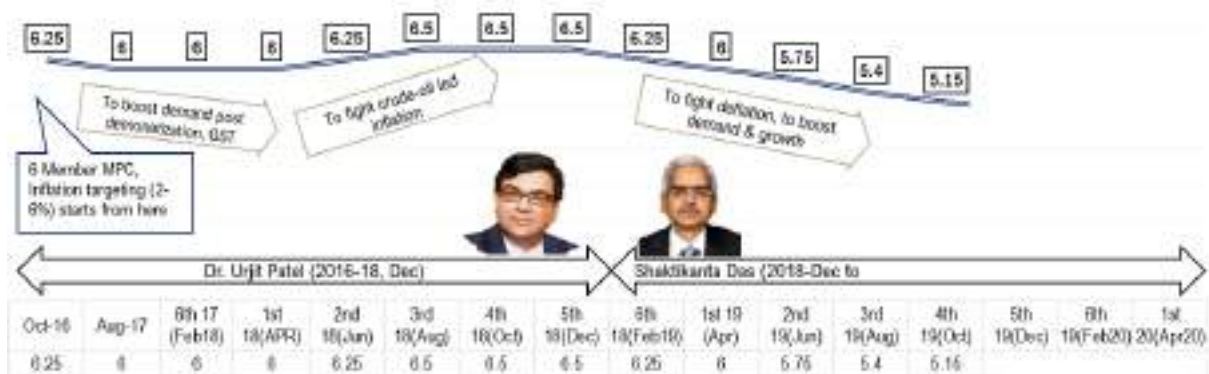 6.25 6 6 6 6.25 6.5 6.5 6.5 6.25 6 5.75 5.4 5.15
To boost demand post
demonetization, GST
To fight crude-oil led
inflation
To fight deflation, to boost
demand & growth
6 Member MPC,
Inflation targeting (2-
6%) starts from here
Dr. Urjit Patel (2016-18, Dec)
Shaktikanta Das (2018-Dec to
Oct-16 Aug-17 6th 17 1st 2nd 3rd 4th 5th 6th 1st 19 2nd 3rd 4th 5th 6th 1st
(Feb18) 18(APR) 18(Jun) 18(Aug) 18(Oct) 18(Dec) 18(Feb19) (Apr) 19(Jun) 19(Aug) 19(Oct) 19(Dec) 19(Feb20) 20(Apr20)
6.25 6 6 6 6.25 6.5 6.5 6.5 6.25 6 5.75 5.4 5.15